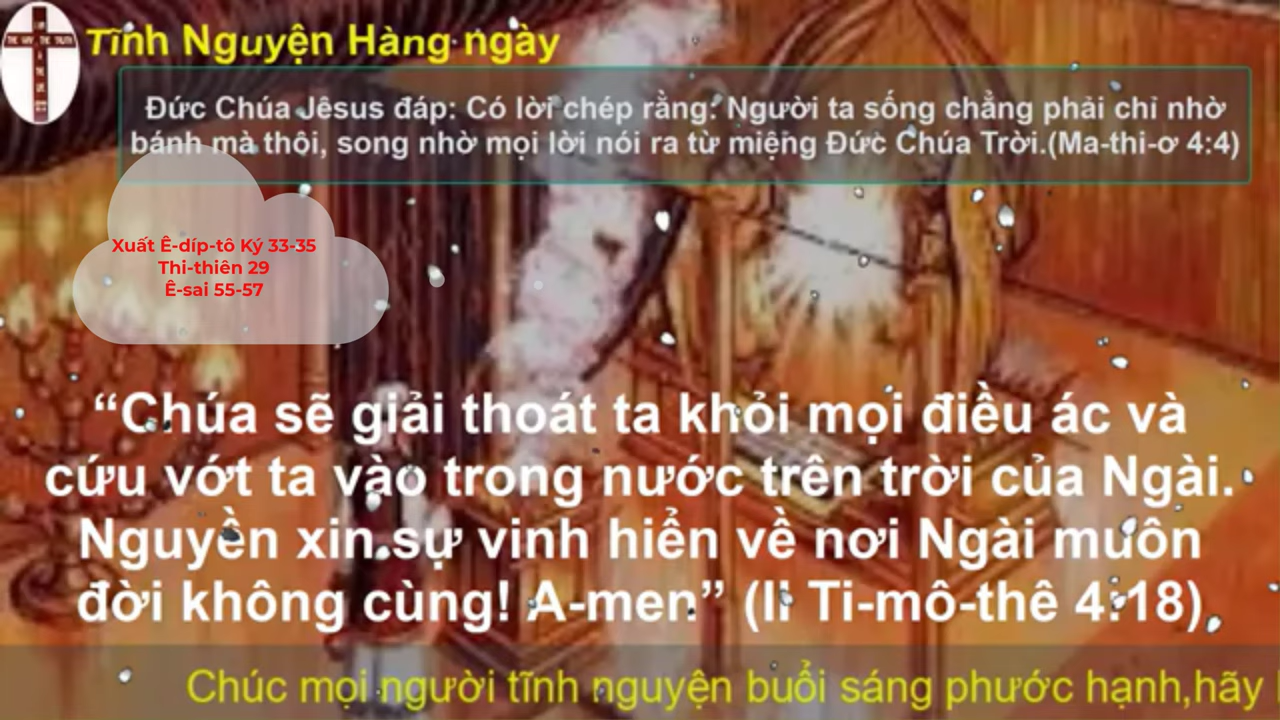 Tĩnh Nguyện Hàng ngày
Đức Chúa Jêsus đáp: Có lời chép rằng: Người ta sống chẳng phải chỉ nhờ
bánh mà thôi, song nhờ mọi lời nói ra từ miệng Đức Chúa Trời.(Ma-thi-ơ 4:4)
Xuất Ê-díp-tô Ký 33-35
Thi-thiên 29
Ê-sai 55-57
“Chúa sẽ giải thoát ta khỏi mọi điều ác và
cứu vớt ta vào trong nước trên trời của Ngài.
Nguyền xin sự vinh hiển về nơi Ngài muôn
đời không cùng! A-men” (Ii Ti-mô-thê 4:18)
Chúc mọi người tĩnh nguyện buổi sáng phước hạnh,hãy